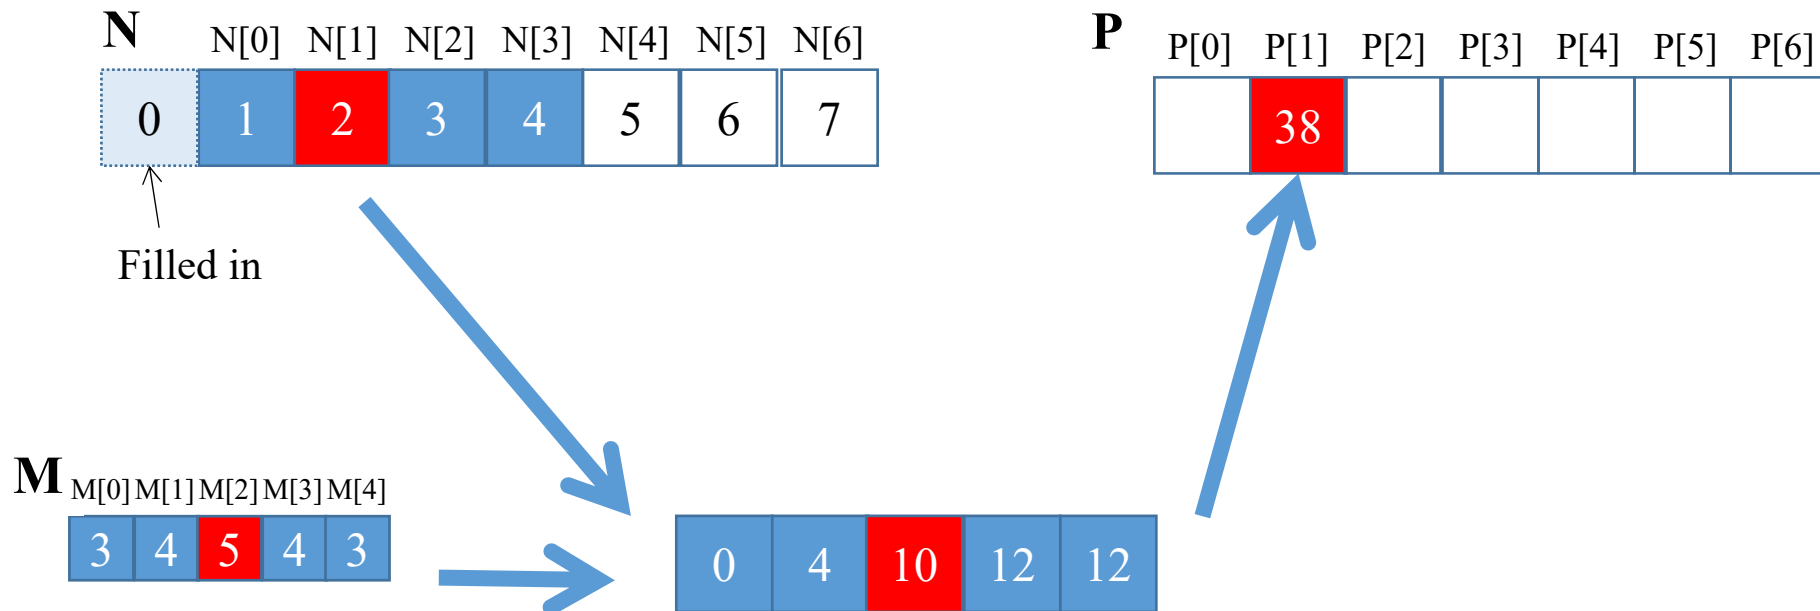 N N[0] N[1] N[2] N[3] N[4] N[5] N[6]
0 1 2 3 4 5 6 7
Filled in
P P[0] P[1] P[2] P[3] P[4] P[5] P[6]
38
M M[0] M[1] M[2] M[3] M[4]
3 4 5 4 3
0 4 10 12 12